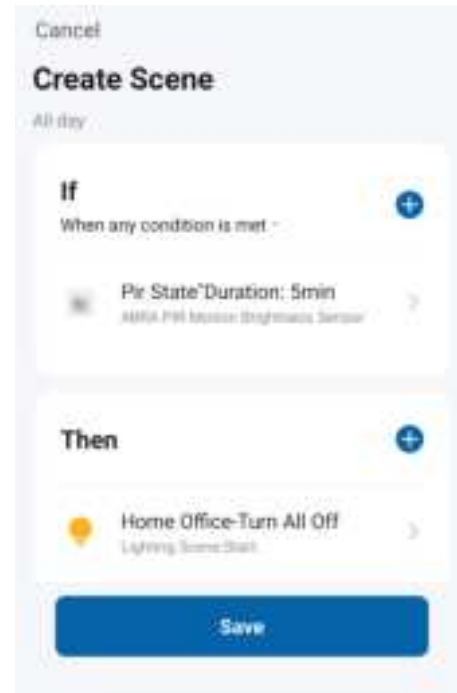 Cancel
Create Scene
All day
If
When any condition is met
Pir State"Duration: 5min
ABRA PIR Motion Brightness Sensor
Then
Home Office-Turn All Off
Lighting Scene Start
Save